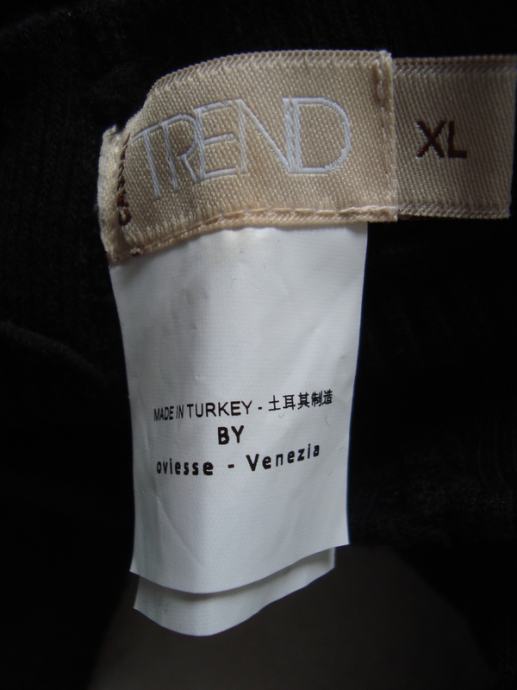 TREND
XL
MADE IN TURKEY - 土耳其制造
BY
oviesse - Venezia